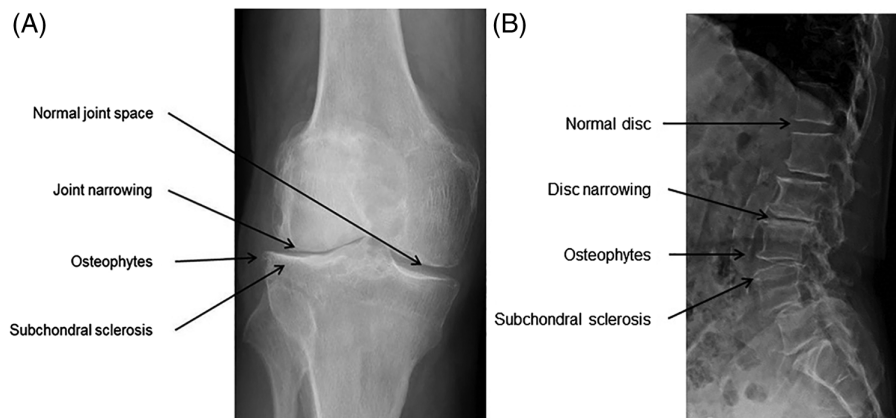 (A)
Normal joint space
Joint narrowing
Osteophytes
Subchondral sclerosis
(B)
Normal disc
Disc narrowing
Osteophytes
Subchondral sclerosis